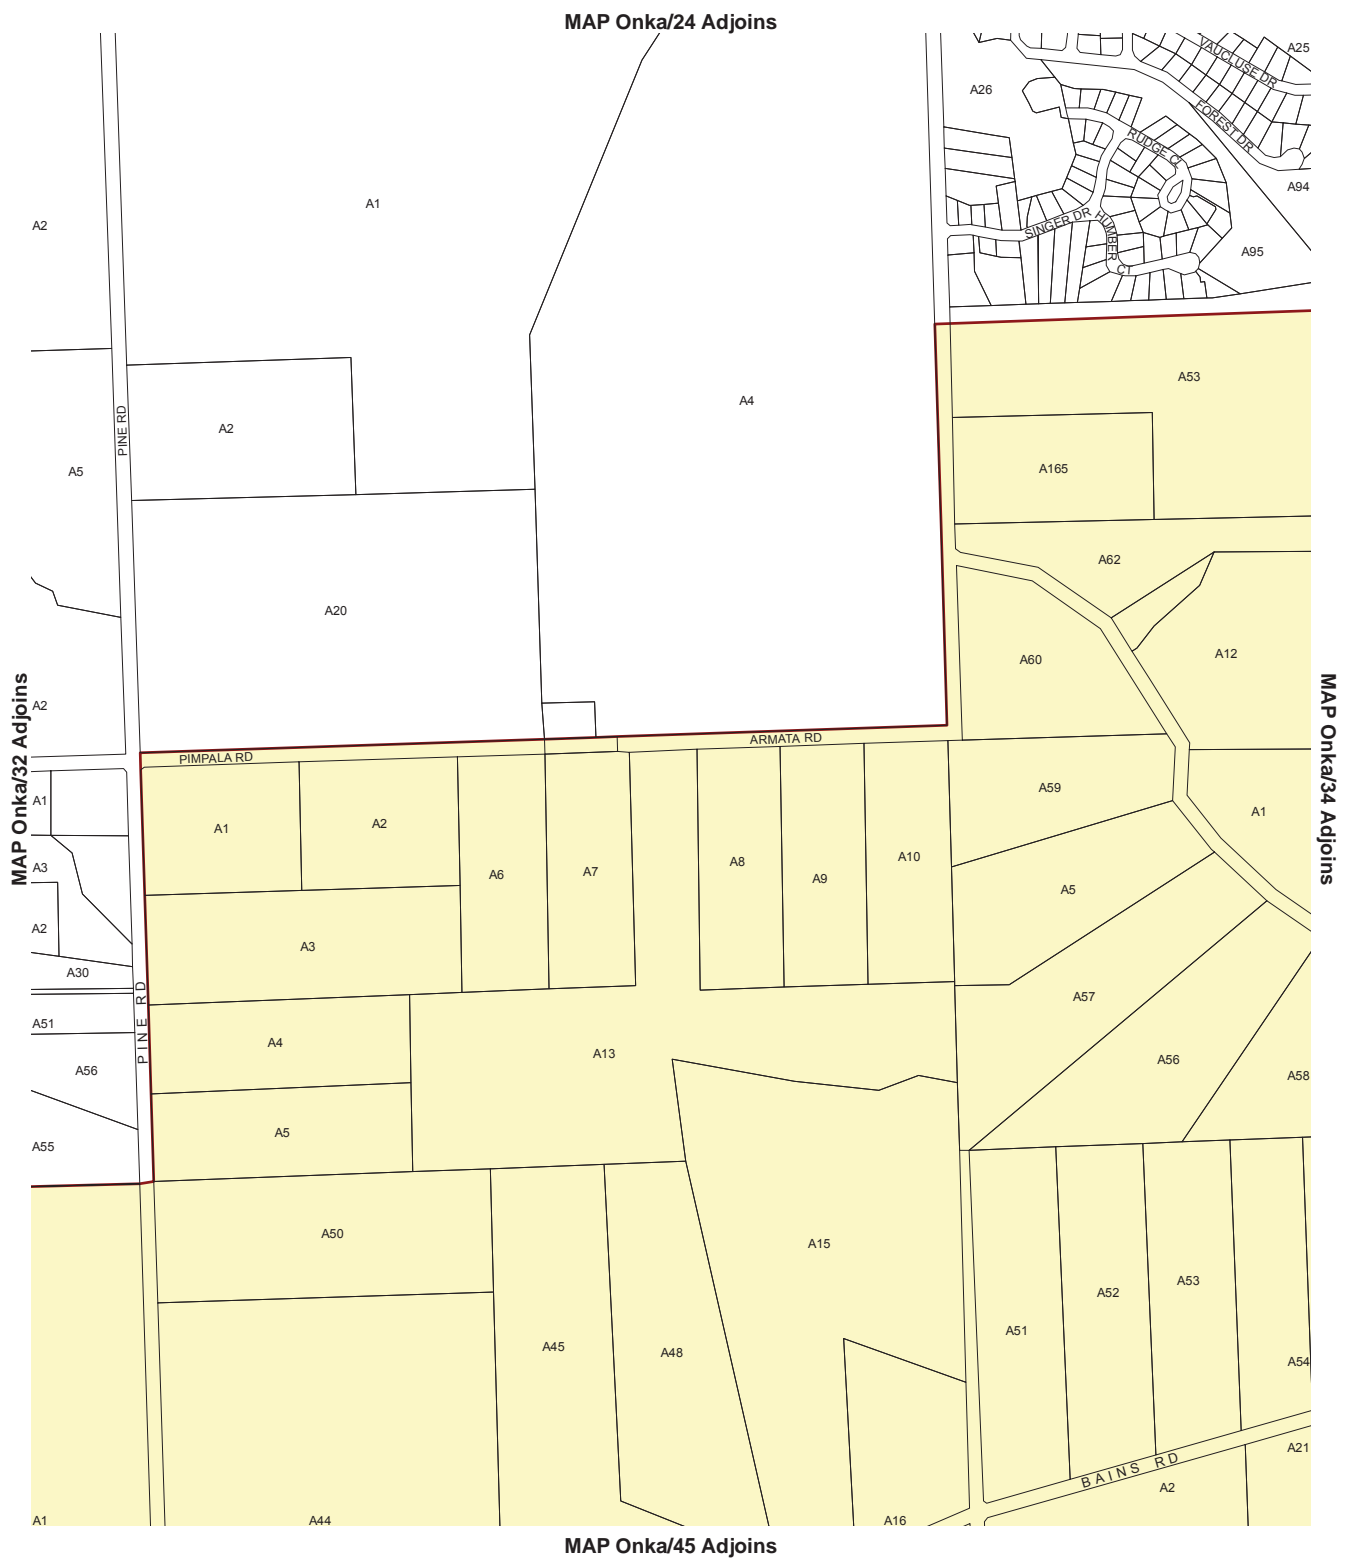 MAP Onka/24 Adjoins
VAUCLUSE DR
A25
A26
FOREST DR
RUDGE CL
A94
A1
A2
SINGER DR
HUMBER CT
A95
A53
A4
PINE RD
A2
A165
A5
A62
A20
A60
A12
A2
MAP Onka/32 Adjoins
MAP Onka/34 Adjoins
PIMPALA RD
ARMATA RD
A59
A1
A1
A1
A2
A6
A7
A8
A9
A10
A3
A5
A2
A3
A30
A57
PINE RD
A51
A4
A13
A56
A56
A58
A5
A55
A50
A15
A51
A52
A53
A45
A48
A54
BAINS RD
A21
A2
A1
A44
A16
MAP Onka/45 Adjoins